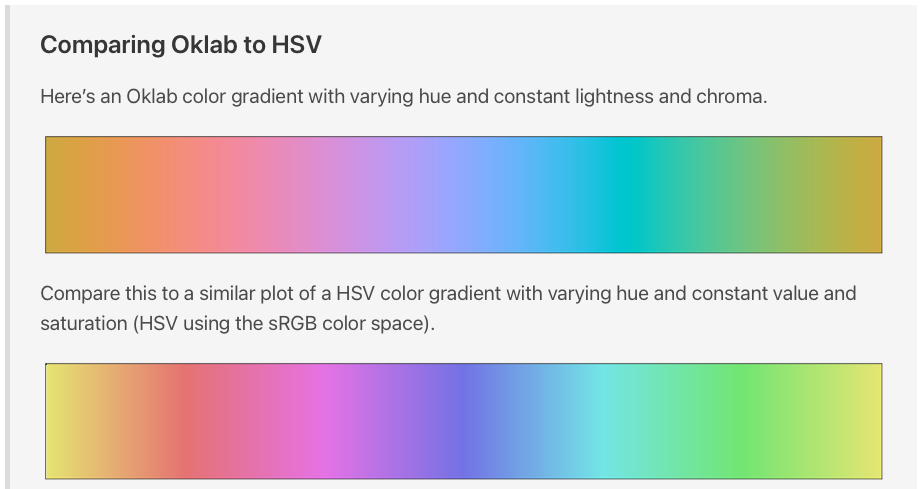 Comparing Oklab to HSV
Here’s an Oklab color gradient with varying hue and constant lightness and chroma.
Compare this to a similar plot of a HSV color gradient with varying hue and constant value and
saturation (HSV using the sRGB color space).